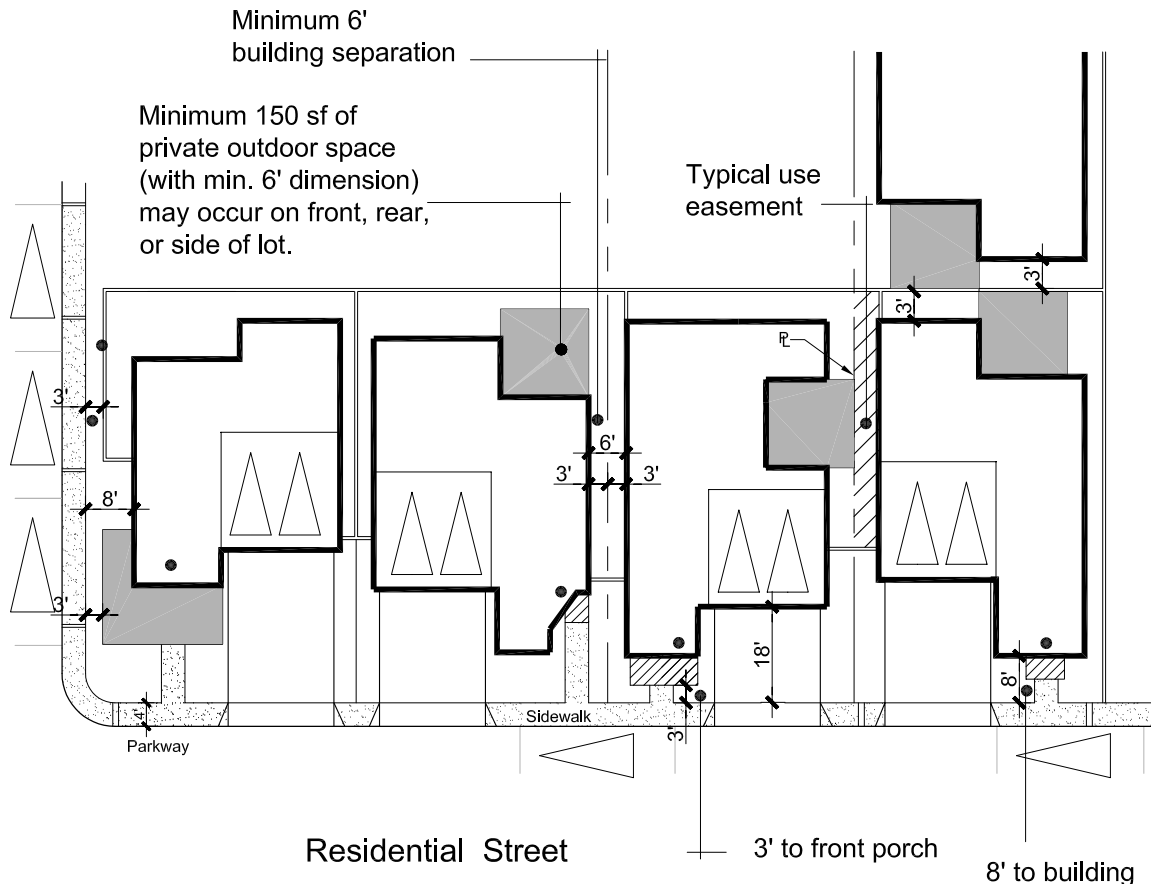 Minimum 6'
building separation
Minimum 150 sf of
private outdoor space
(with min. 6' dimension)
may occur on front, rear,
or side of lot.
Typical use
easement
3'
3'
PL
3'
6'
3'
3'
8'
3'
18'
8'
4'
Sidewalk
3'
Parkway
Residential Street
3' to front porch
8' to building